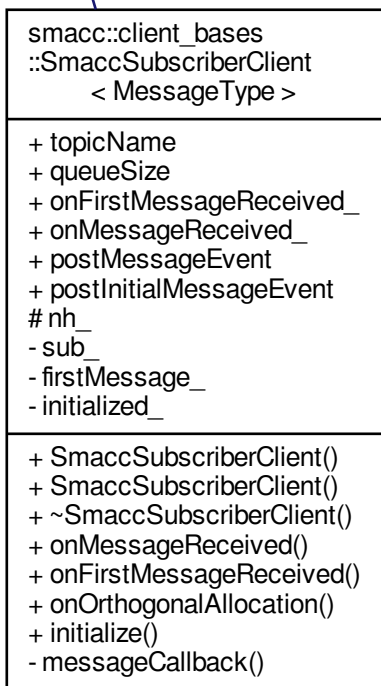 smacc::client_bases
::SmaccSubscriberClient
< MessageType >
+ topicName
+ queueSize
+ onFirstMessageReceived_
+ onMessageReceived_
+ postMessageEvent
+ postInitialMessageEvent
# nh_
- sub_
- firstMessage_
- initialized_
+ SmaccSubscriberClient()
+ SmaccSubscriberClient()
+ ~SmaccSubscriberClient()
+ onMessageReceived()
+ onFirstMessageReceived()
+ onOrthogonalAllocation()
+ initialize()
- messageCallback()